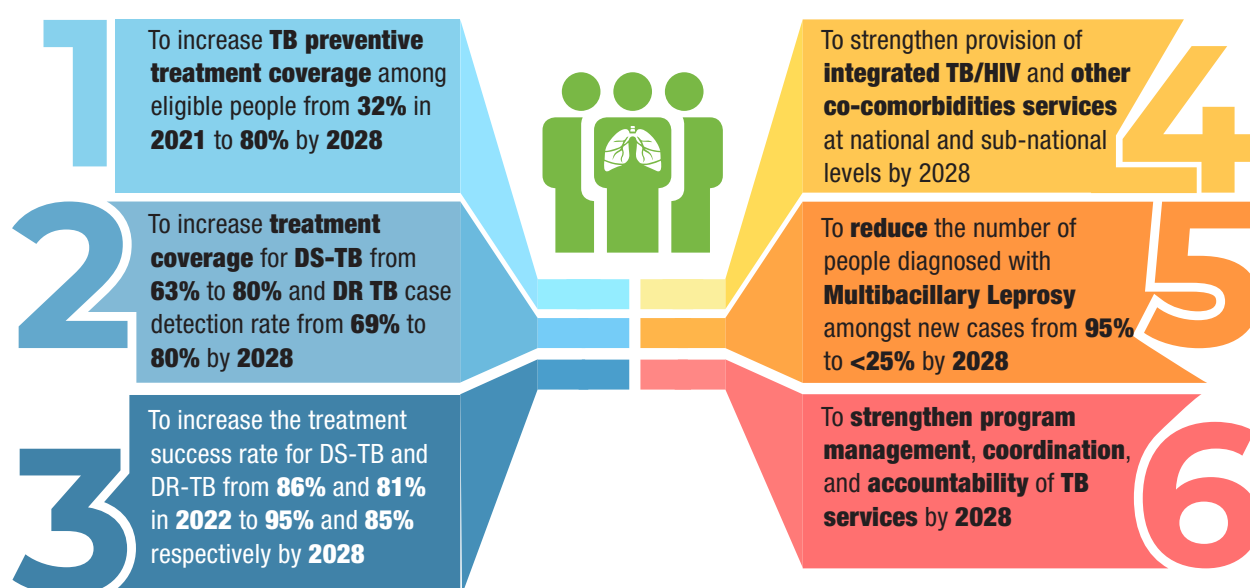 1
To increase TB preventive
treatment coverage among
eligible people from 32% in
2021 to 80% by 2028
2
To increase treatment
coverage for DS-TB from
63% to 80% and DR TB case
detection rate from 69% to
80% by 2028
3
To increase the treatment
success rate for DS-TB and
DR-TB from 86% and 81%
in 2022 to 95% and 85%
respectively by 2028
4
To strengthen provision of
integrated TB/HIV and other
co-comorbidities services
at national and sub-national
levels by 2028
5
To reduce the number of
people diagnosed with
Multibacillary Leprosy
amongst new cases from 95%
to <25% by 2028
6
To strengthen program
management, coordination,
and accountability of TB
services by 2028